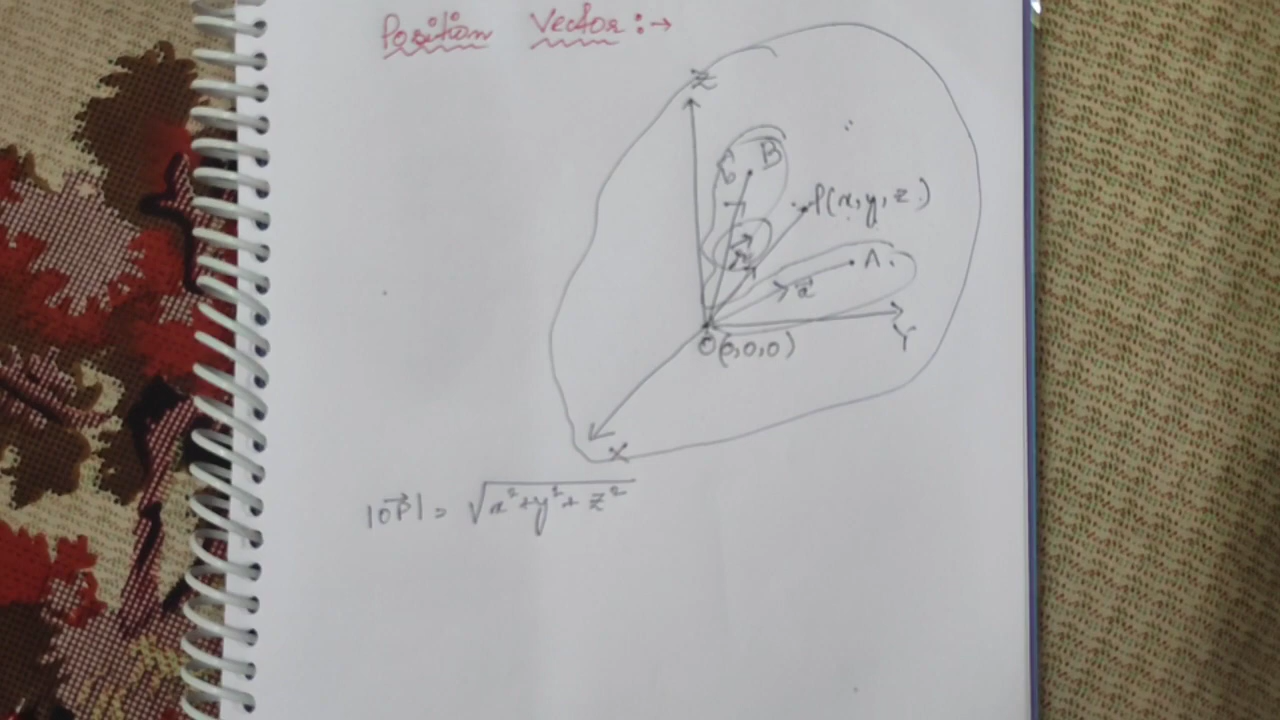 Position Vector :→
Z
B
P(x, y, z)
r⃗
A
a⃗
O(0,0,0)
Y
X
|OP⃗| = √x²+y²+z²